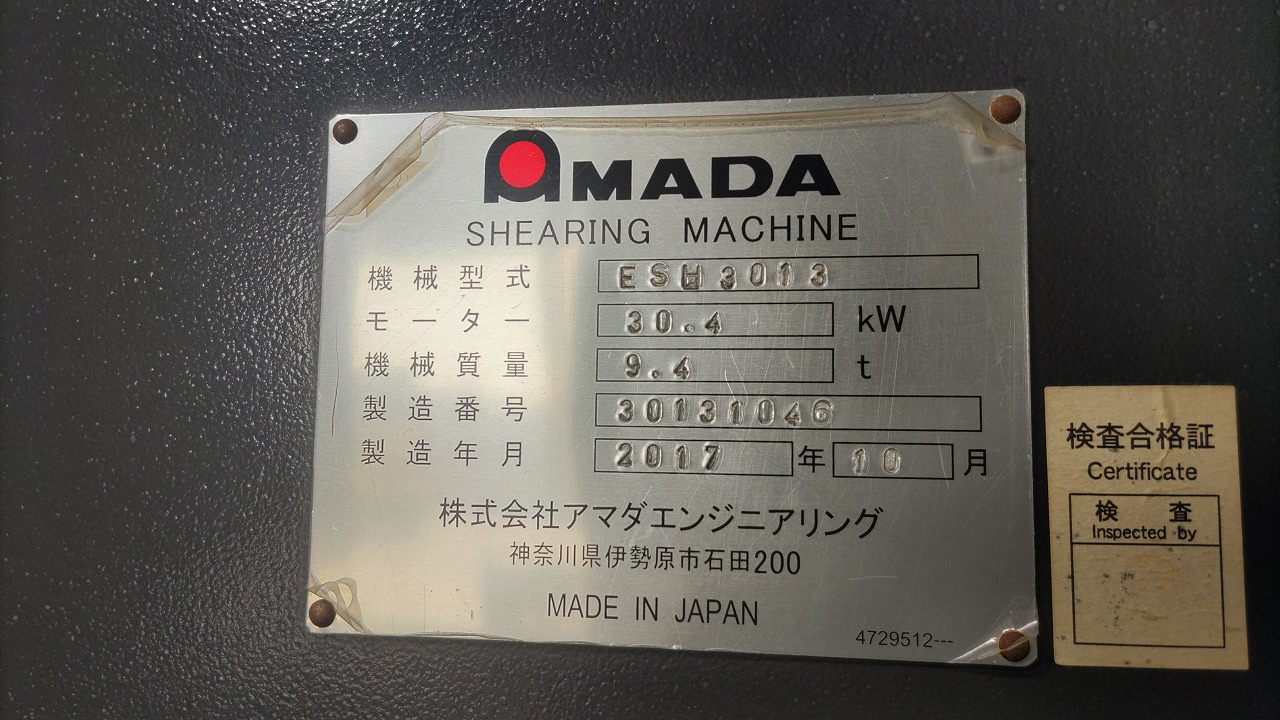 AMADA
SHEARING MACHINE
機械型式 ESH3013
モーター 30.4 kW
機械質量 9.4 t
製造番号 30131046
製造年月 2017 年 10 月
株式会社アマダエンジニアリング
神奈川県伊勢原市石田200
MADE IN JAPAN
4729512---
検査合格証
Certificate
検査
Inspected by